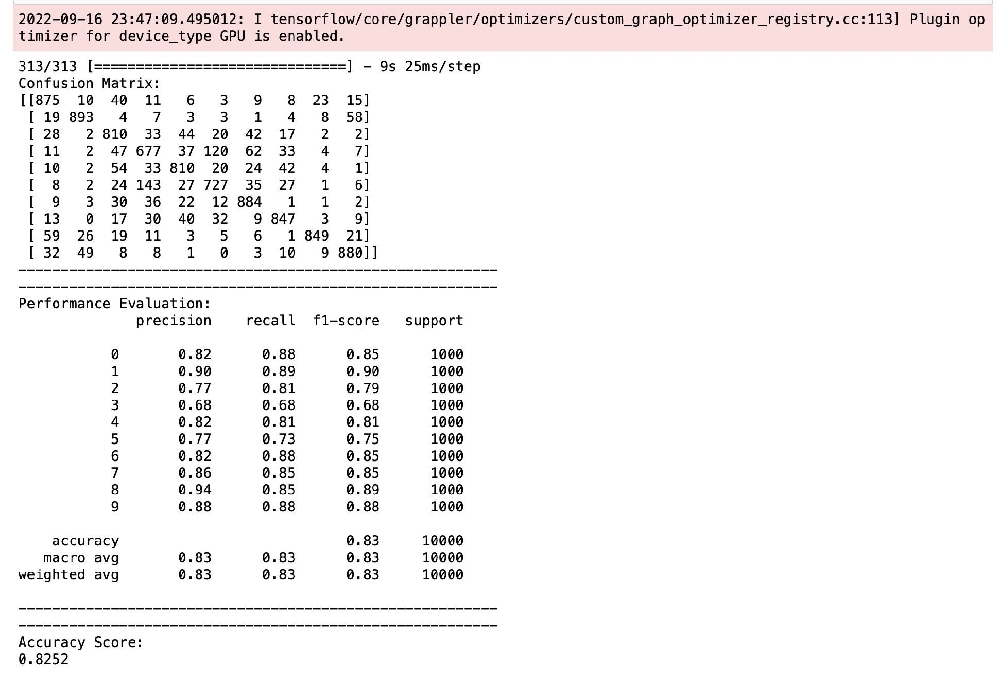 2022-09-16 23:47:09.495012: I tensorflow/core/grappler/optimizers/custom_graph_optimizer_registry.cc:113] Plugin op
timizer for device_type GPU is enabled.
313/313 [==============================] - 9s 25ms/step
Confusion Matrix:
[[875  10  40  11   6   3   9   8  23  15]
 [ 19 893   4   7   3   3   1   4   8  58]
 [ 28   2 810  33  44  20  42  17   2   2]
 [ 11   2  47 677  37 120  62  33   4   7]
 [ 10   2  54  33 810  20  24  42   4   1]
 [  8   2  24 143  27 727  35  27   1   6]
 [  9   3  30  36  22  12 884   1   1   2]
 [ 13   0  17  30  40  32   9 847   3   9]
 [ 59  26  19  11   3   5   6   1 849  21]
 [ 32  49   8   8   1   0   3  10   9 880]]
---------------------------------------------------------
---------------------------------------------------------
Performance Evaluation:
              precision    recall  f1-score   support
           0       0.82      0.88      0.85      1000
           1       0.90      0.89      0.90      1000
           2       0.77      0.81      0.79      1000
           3       0.68      0.68      0.68      1000
           4       0.82      0.81      0.81      1000
           5       0.77      0.73      0.75      1000
           6       0.82      0.88      0.85      1000
           7       0.86      0.85      0.85      1000
           8       0.94      0.85      0.89      1000
           9       0.88      0.88      0.88      1000
    accuracy                           0.83     10000
   macro avg       0.83      0.83      0.83     10000
weighted avg       0.83      0.83      0.83     10000
---------------------------------------------------------
---------------------------------------------------------
Accuracy Score:
0.8252